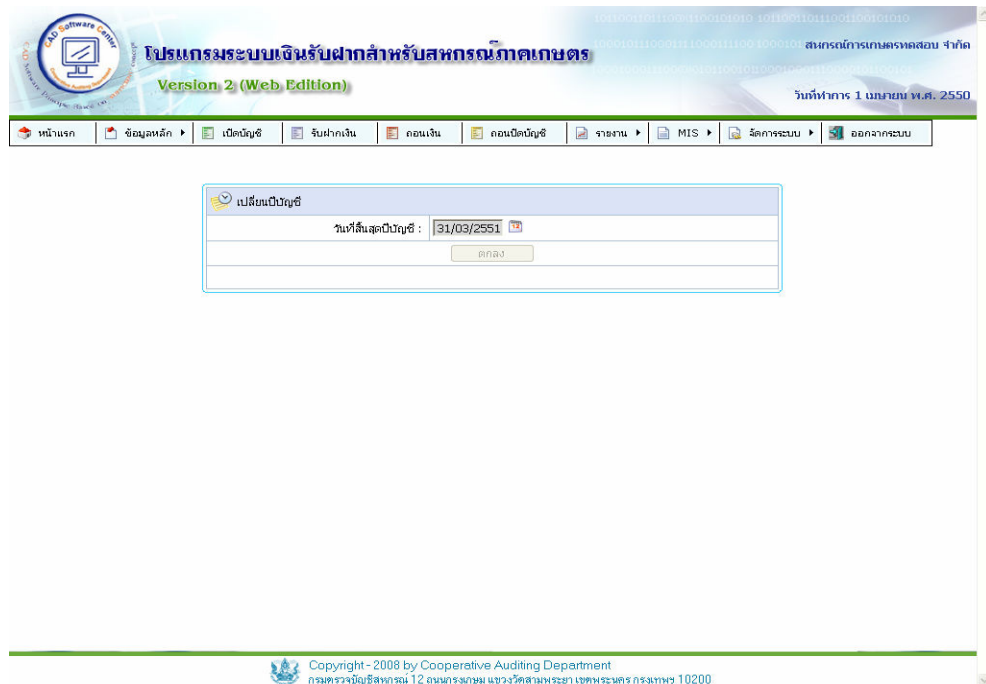 CAD Software Center
โปรแกรมระบบเงินรับฝากสำหรับสหกรณ์ภาคเกษตร
Version 2 (Web Edition)
สหกรณ์การเกษตรทดสอบ จำกัด
วันที่ทำการ 1 เมษายน พ.ศ. 2550
หน้าแรก ข้อมูลหลัก เปิดบัญชี รับฝากเงิน ถอนเงิน ถอนปิดบัญชี รายงาน MIS จัดการระบบ ออกจากระบบ
เปลี่ยนปีบัญชี
วันที่สิ้นสุดปีบัญชี : 31/03/2551
ตกลง
Copyright - 2008 by Cooperative Auditing Department
กรมตรวจบัญชีสหกรณ์ 12 ถนนกรุงเกษม แขวงวัดสามพระยา เขตพระนคร กรุงเทพฯ 10200